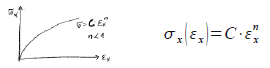 σₓ
σ = C·εₓⁿ
n < 1
εₓ
σₓ(εₓ) = C·εₓⁿ